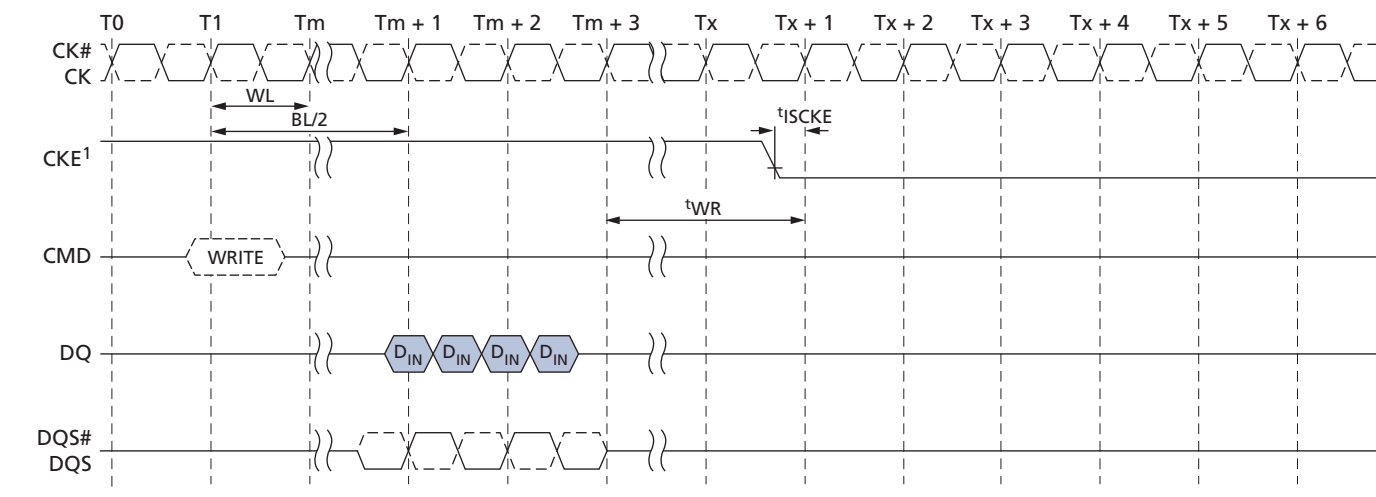 T0 T1 Tm Tm + 1 Tm + 2 Tm + 3 Tx Tx + 1 Tx + 2 Tx + 3 Tx + 4 Tx + 5 Tx + 6
CK#
CK
WL
BL/2
tISCKE
CKE1
tWR
CMD WRITE
DQ DIN DIN DIN DIN
DQS#
DQS